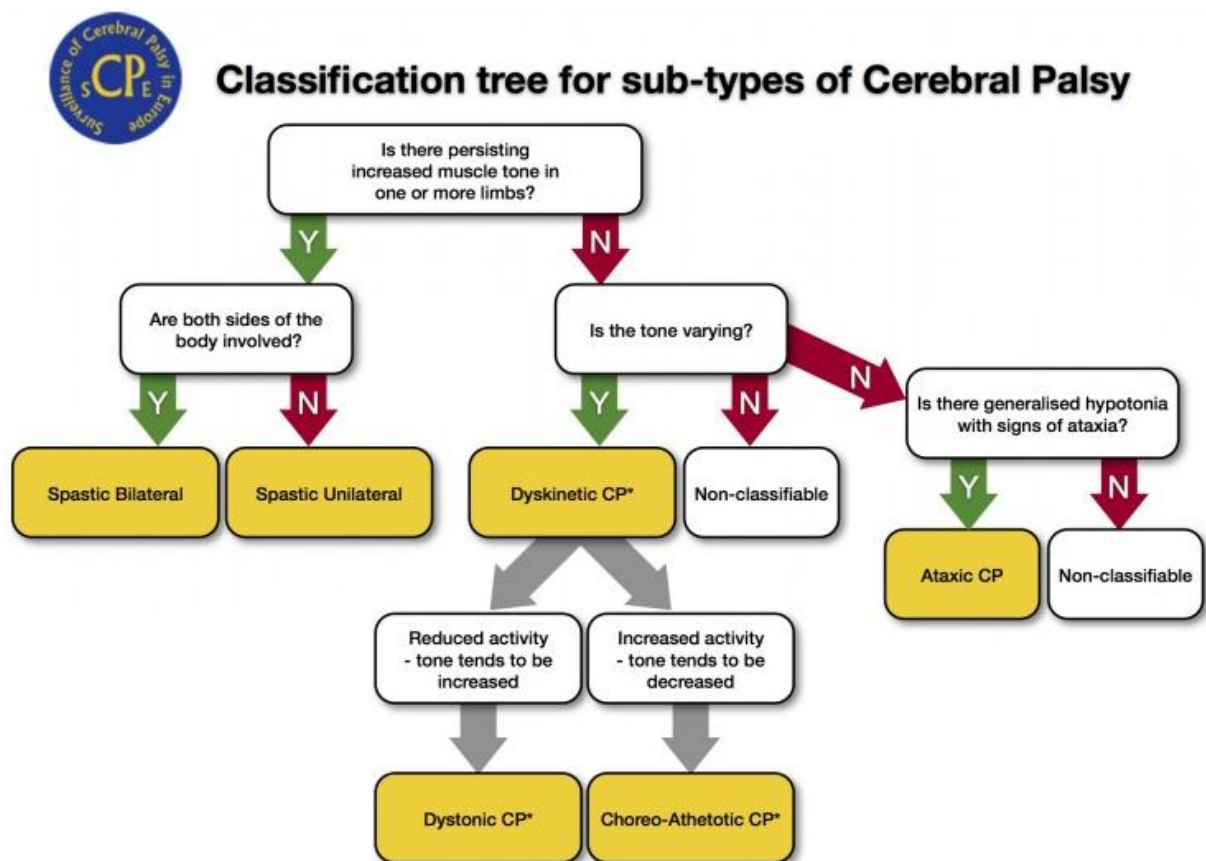 Surveillance of Cerebral Palsy in Europe
SCPE
Classification tree for sub-types of Cerebral Palsy
Is there persisting
increased muscle tone in
one or more limbs?
Y
N
Are both sides of the
body involved?
Is the tone varying?
Y
N
Y
N
N
Is there generalised hypotonia
with signs of ataxia?
Spastic Bilateral
Spastic Unilateral
Dyskinetic CP*
Non-classifiable
Y
N
Ataxic CP
Non-classifiable
Reduced activity
- tone tends to be
increased
Increased activity
- tone tends to be
decreased
Dystonic CP*
Choreo-Athetotic CP*